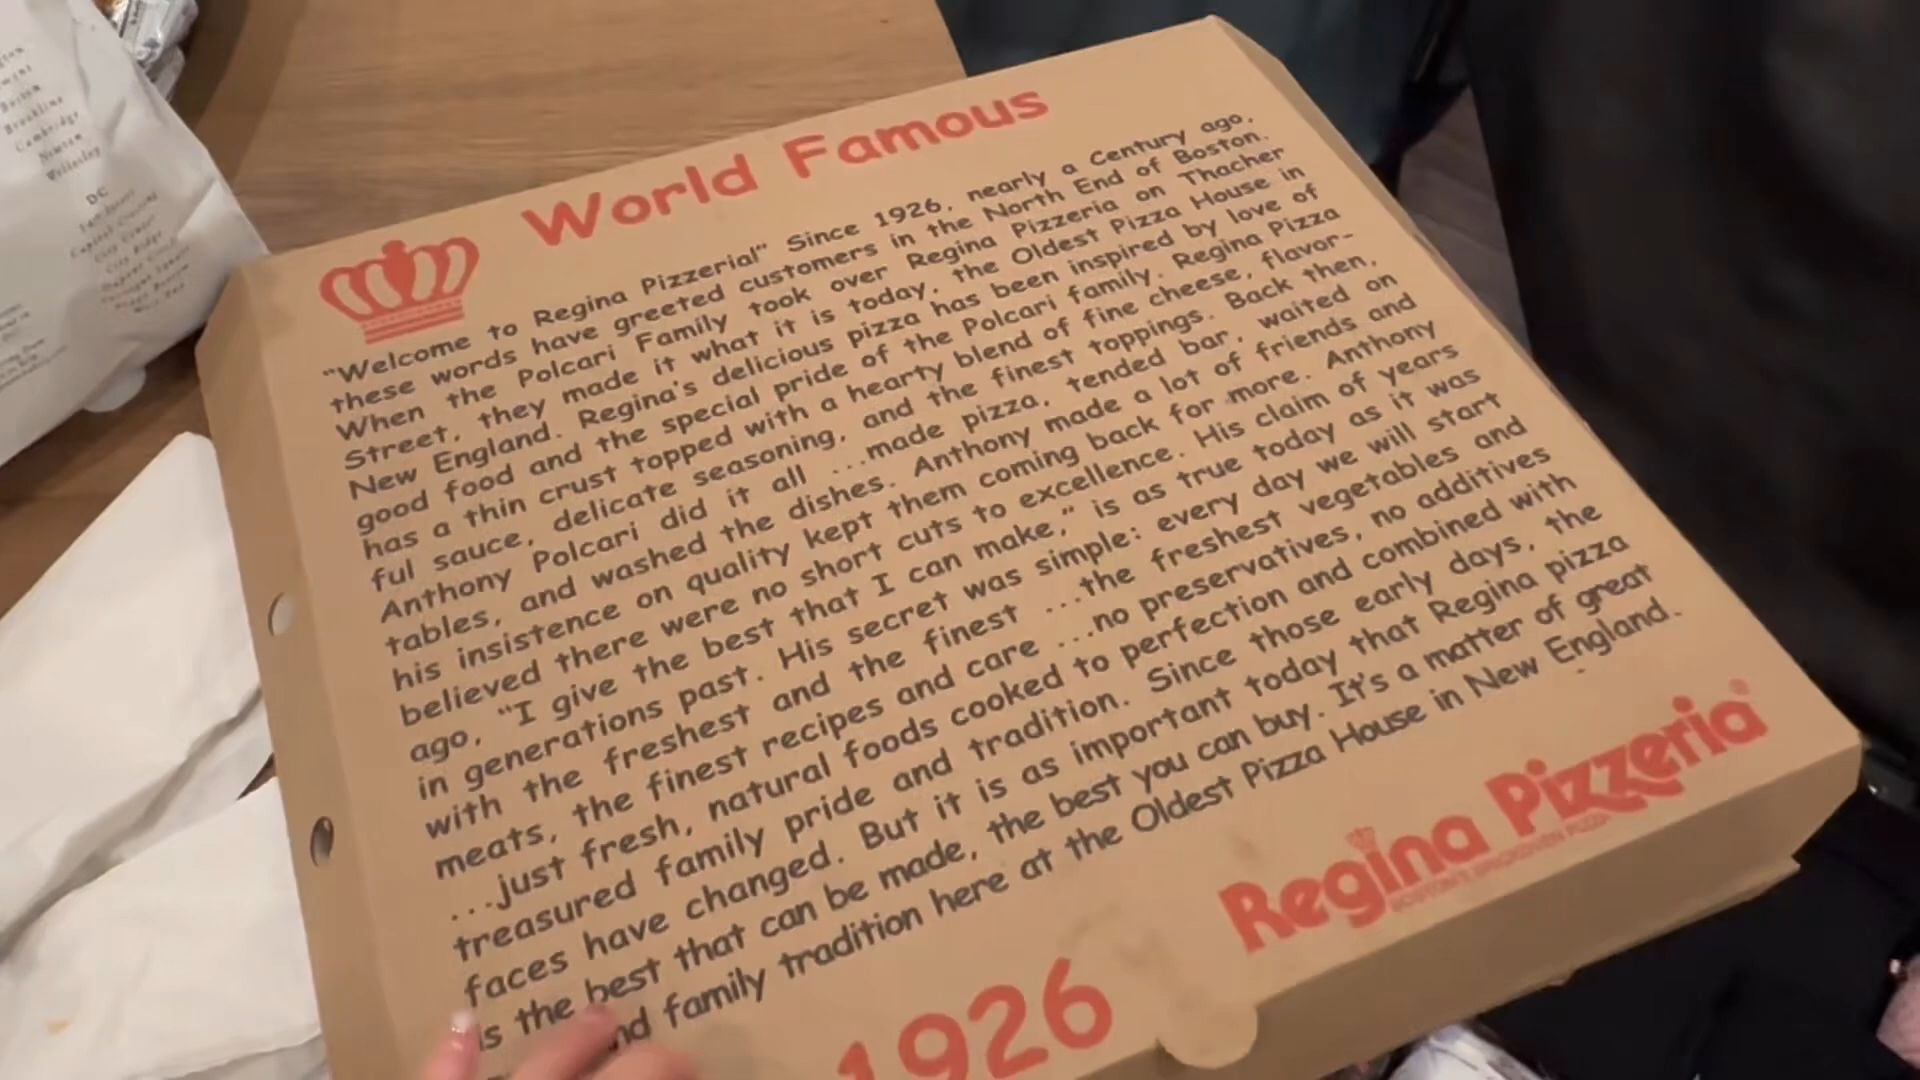 Boston
Brookline
Cambridge
Newton
Wellesley
DC
World Famous
"Welcome to Regina Pizzeria!" Since 1926, nearly a Century ago,
these words have greeted customers in the North End of Boston.
When the Polcari Family took over Regina Pizzeria on Thacher
Street, they made it what it is today, the Oldest Pizza House in
New England. Regina's delicious pizza has been inspired by love of
good food and the special pride of the Polcari family. Regina Pizza
has a thin crust topped with a hearty blend of fine cheese, flavor-
ful sauce, delicate seasoning, and the finest toppings. Back then,
Anthony Polcari did it all ...made pizza, tended bar, waited on
tables, and washed the dishes. Anthony made a lot of friends and
his insistence on quality kept them coming back for more. Anthony
believed there were no short cuts to excellence. His claim of years
ago, "I give the best that I can make," is as true today as it was
in generations past. His secret was simple: every day we will start
with the freshest and the finest ...the freshest vegetables and
meats, the finest recipes and care ...no preservatives, no additives
...just fresh, natural foods cooked to perfection and combined with
treasured family pride and tradition. Since those early days, the
faces have changed. But it is as important today that Regina pizza
is the best that can be made, the best you can buy. It's a matter of great
family tradition here at the Oldest Pizza House in New England.
Regina Pizzeria®
1926